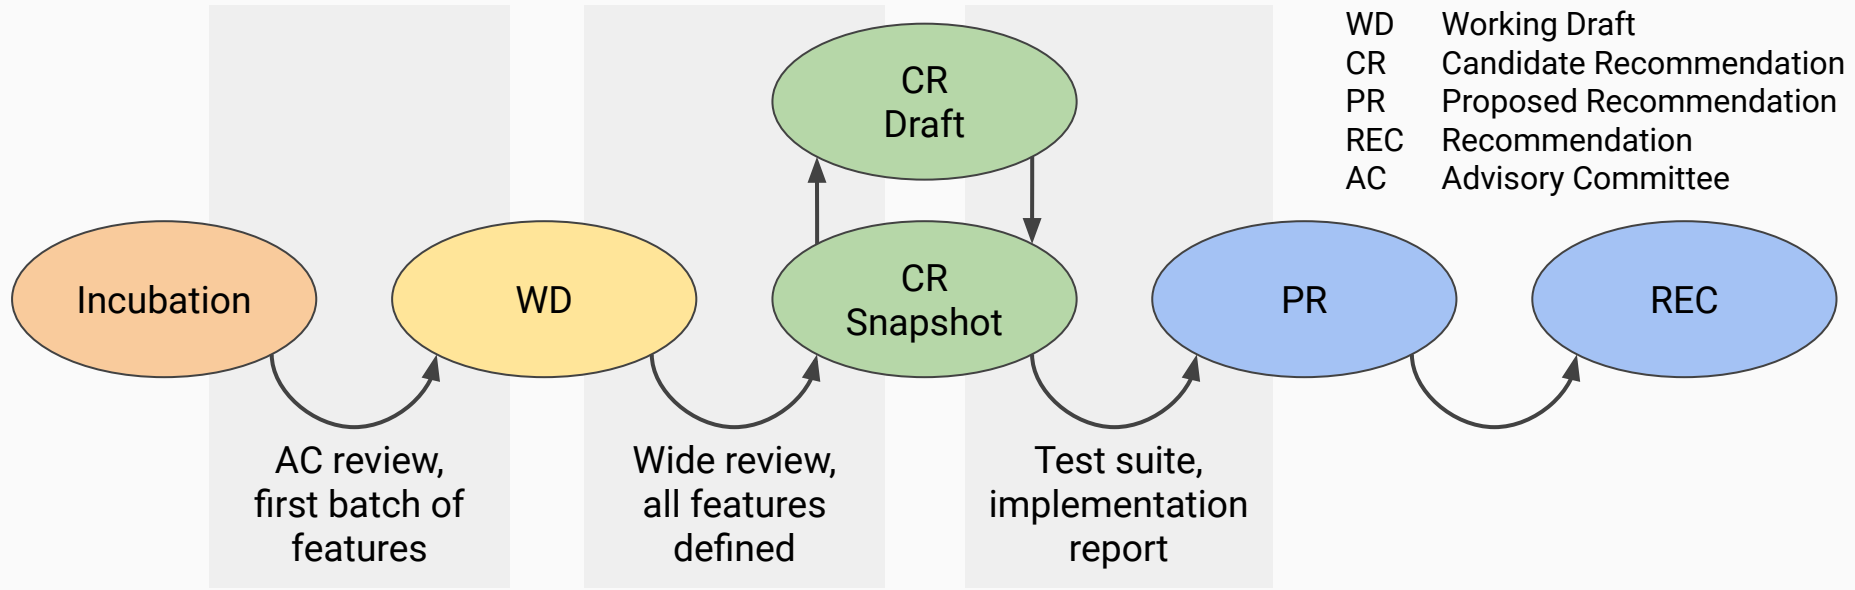 WD Working Draft
CR Candidate Recommendation
PR Proposed Recommendation
REC Recommendation
AC Advisory Committee
CR
Draft
Incubation
WD
CR
Snapshot
PR
REC
AC review,
first batch of
features
Wide review,
all features
defined
Test suite,
implementation
report